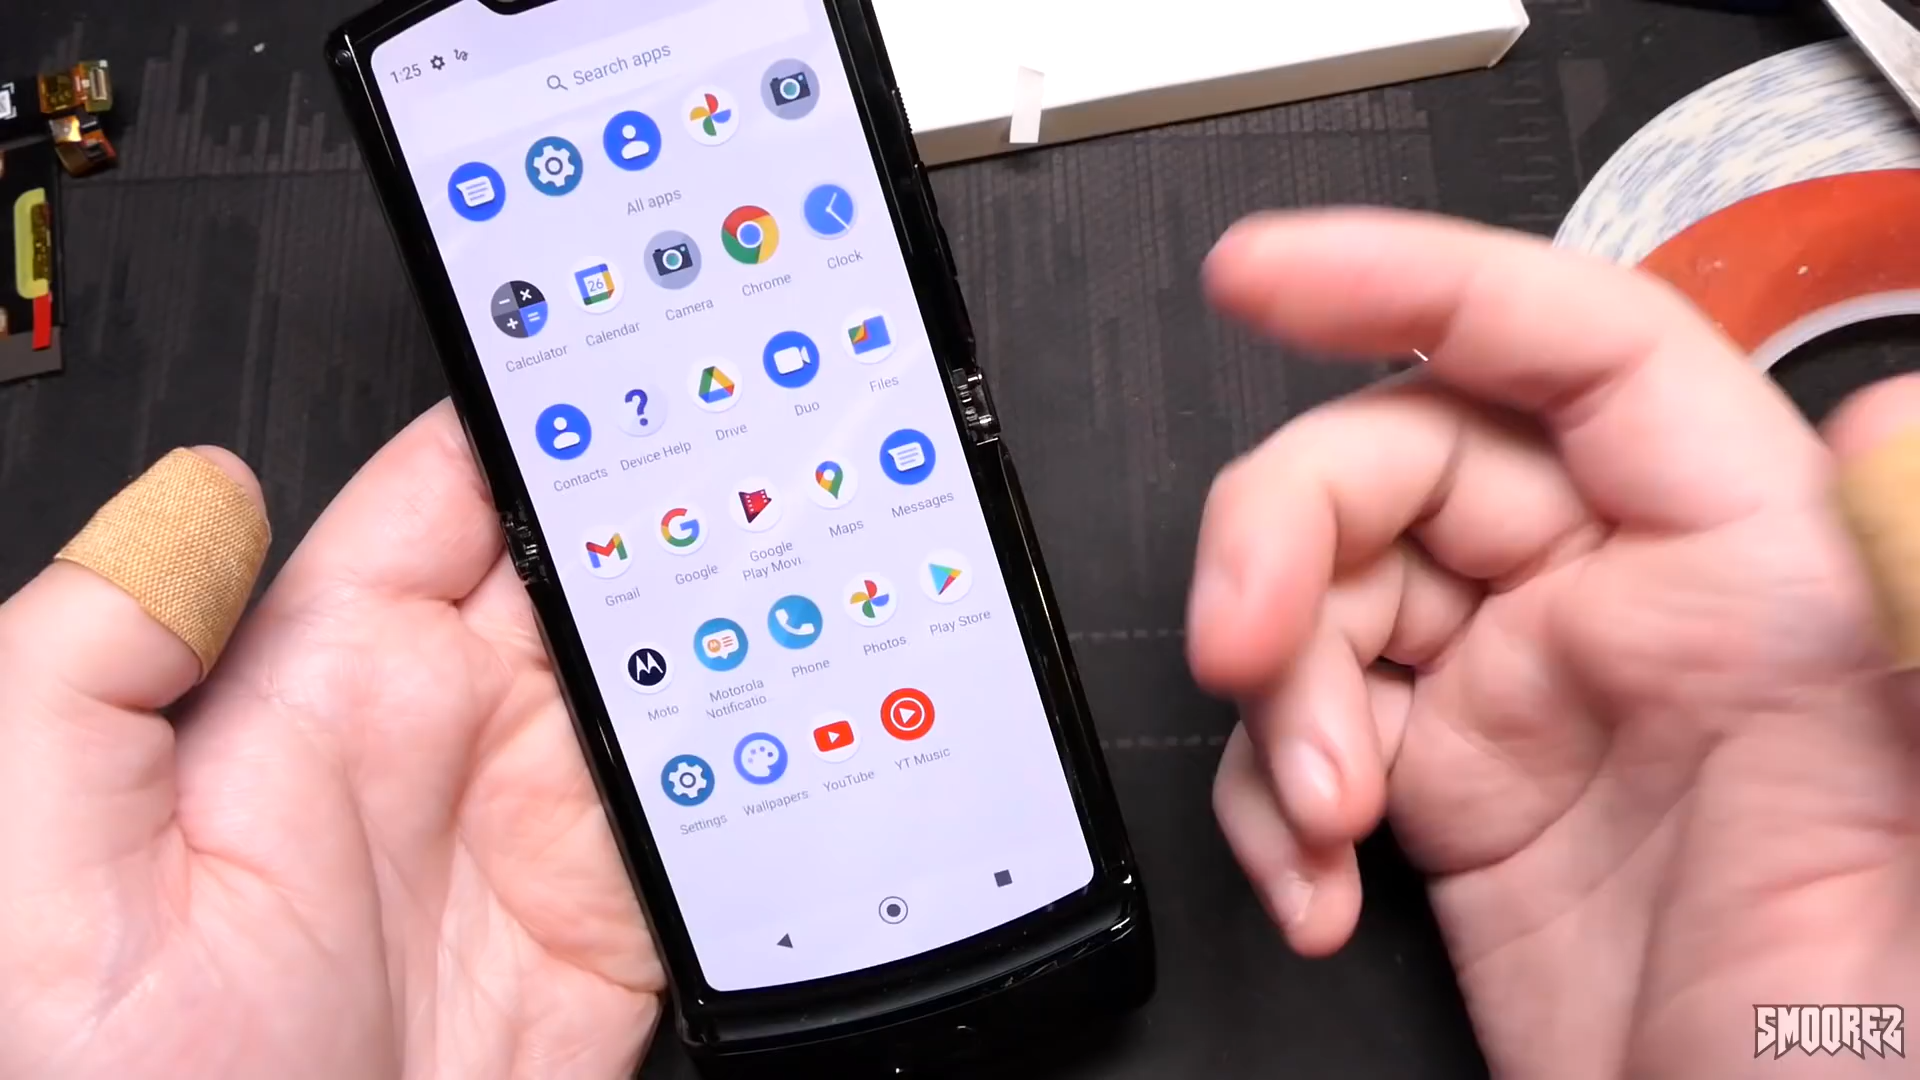 1:25
Search apps
All apps
Calculator
Calendar
26
Camera
Chrome
Clock
Contacts
Device Help
Drive
Duo
Files
Gmail
Google
Google
Play Movi
Maps
Messages
Moto
Motorola
Notificatio
Phone
Photos
Play Store
Settings
Wallpapers
YouTube
YT Music
SMOOREZ